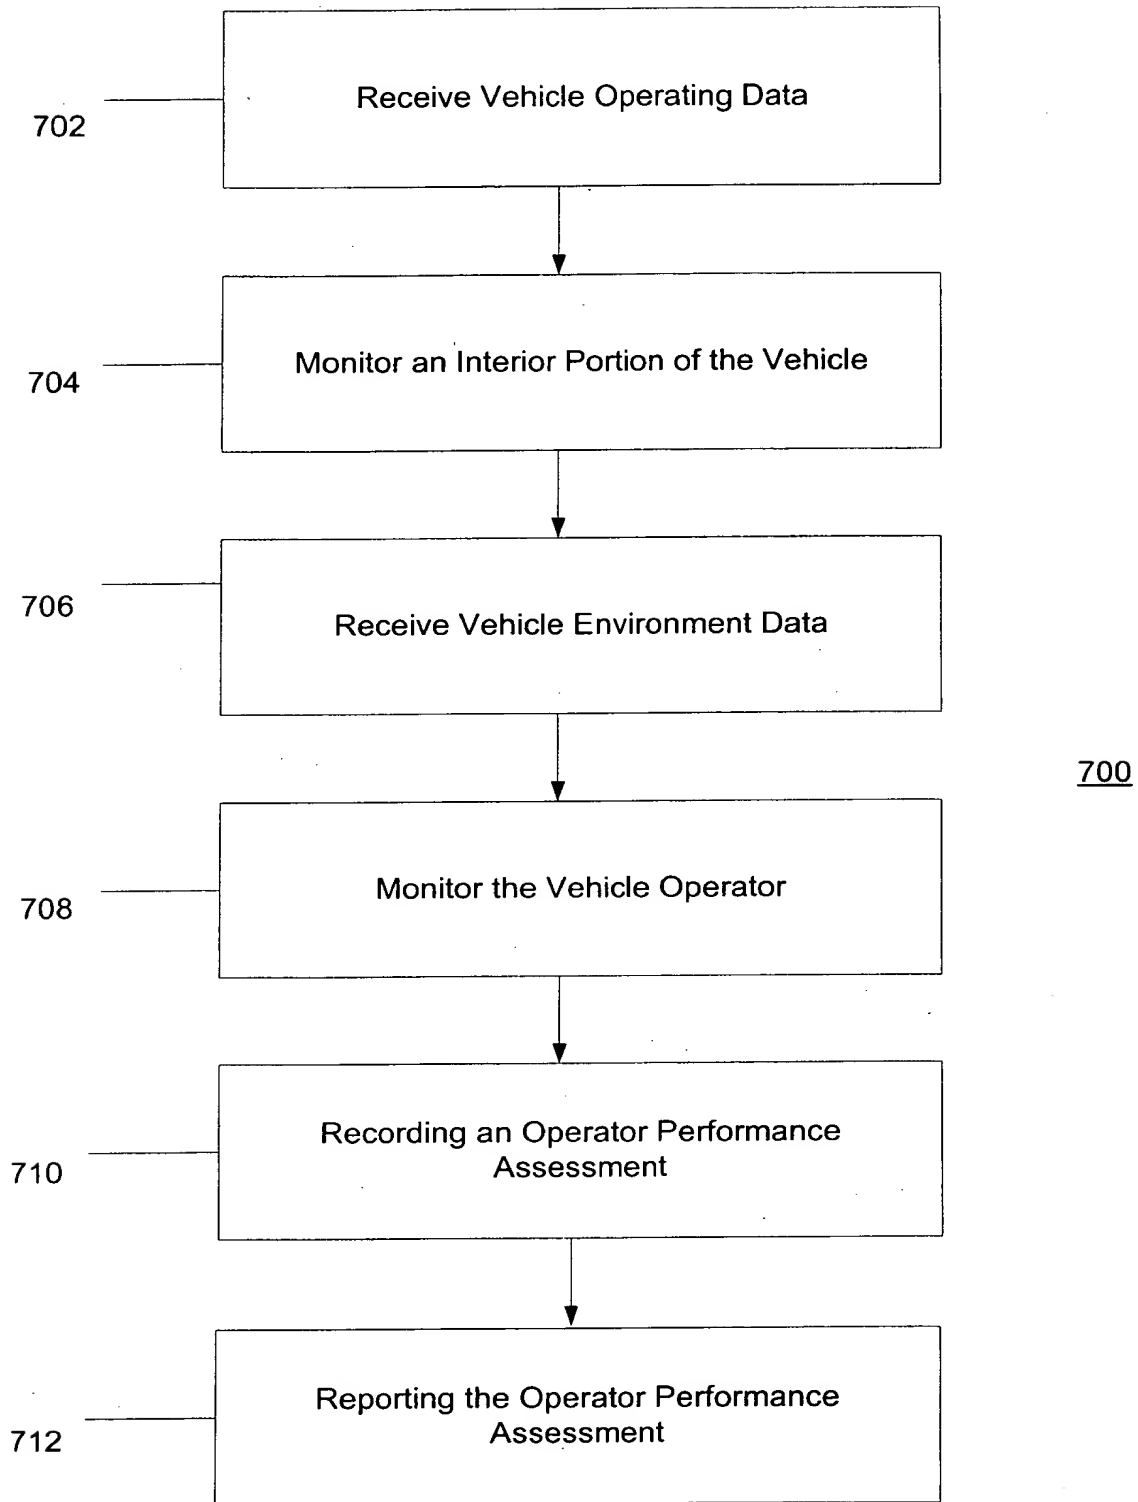 Receive Vehicle Operating Data
702
Monitor an Interior Portion of the Vehicle
704
Receive Vehicle Environment Data
706
700
Monitor the Vehicle Operator
708
Recording an Operator Performance
Assessment
710
Reporting the Operator Performance
Assessment
712